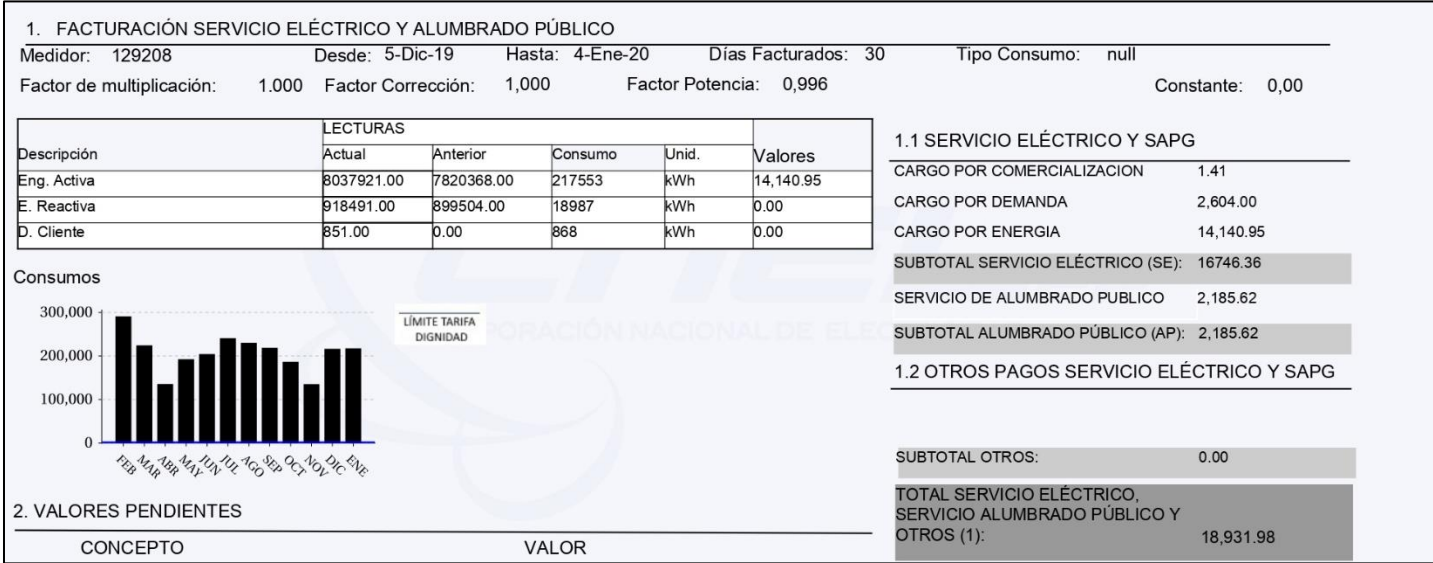 1. FACTURACIÓN SERVICIO ELÉCTRICO Y ALUMBRADO PÚBLICO
Medidor: 129208 Desde: 5-Dic-19 Hasta: 4-Ene-20 Días Facturados: 30 Tipo Consumo: null
Factor de multiplicación: 1.000 Factor Corrección: 1,000 Factor Potencia: 0,996 Constante: 0,00
LECTURAS
Descripción Actual Anterior Consumo Unid. Valores
Eng. Activa 8037921.00 7820368.00 217553 kWh 14,140.95
E. Reactiva 918491.00 899504.00 18987 kWh 0.00
D. Cliente 851.00 0.00 868 kWh 0.00
Consumos
300,000
200,000
100,000
0
FEB MAR ABR MAY JUN JUL AGO SEP OCT NOV DIC ENE
LÍMITE TARIFA
DIGNIDAD
2. VALORES PENDIENTES
CONCEPTO VALOR
1.1 SERVICIO ELÉCTRICO Y SAPG
CARGO POR COMERCIALIZACION 1.41
CARGO POR DEMANDA 2,604.00
CARGO POR ENERGIA 14,140.95
SUBTOTAL SERVICIO ELÉCTRICO (SE): 16746.36
SERVICIO DE ALUMBRADO PUBLICO 2,185.62
SUBTOTAL ALUMBRADO PÚBLICO (AP): 2,185.62
1.2 OTROS PAGOS SERVICIO ELÉCTRICO Y SAPG
SUBTOTAL OTROS: 0.00
TOTAL SERVICIO ELÉCTRICO,
SERVICIO ALUMBRADO PÚBLICO Y
OTROS (1): 18,931.98